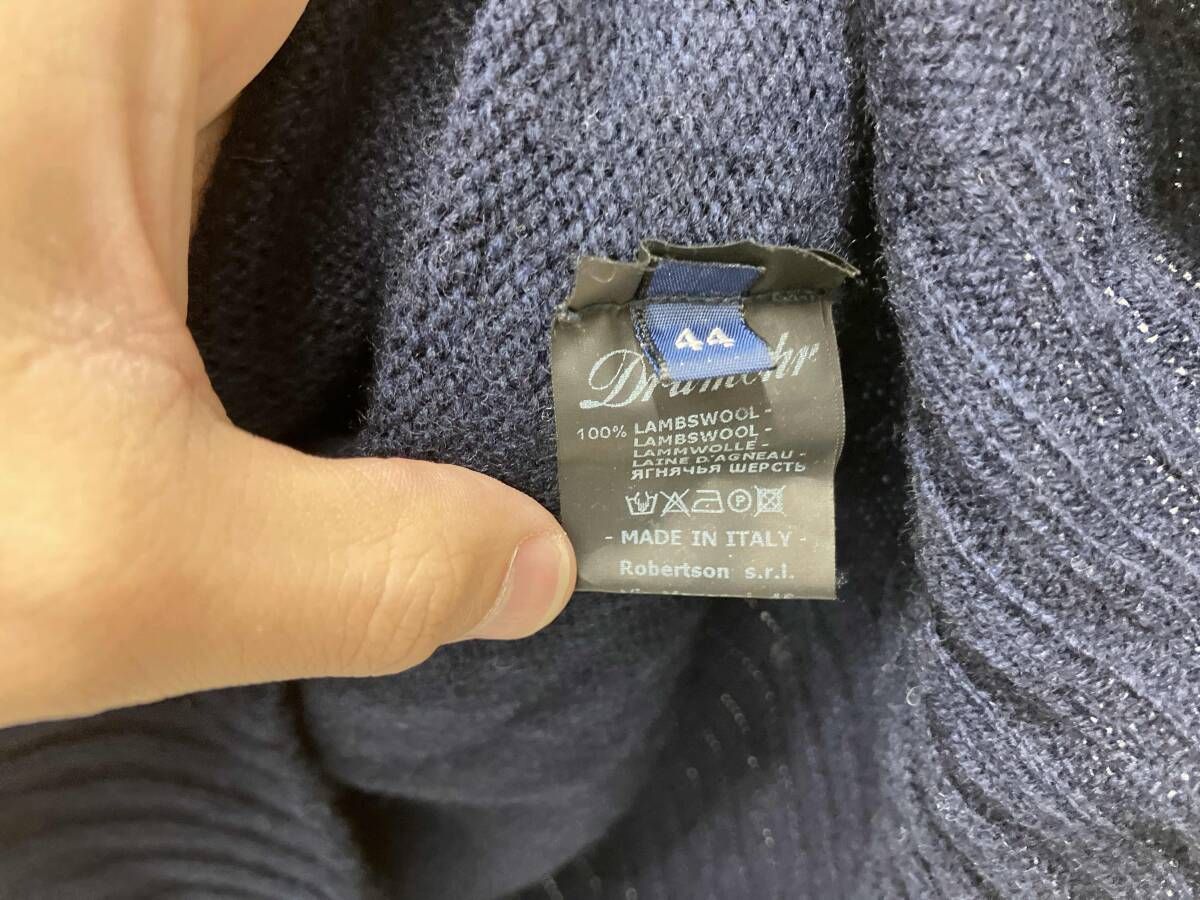 44
Drumohr
100% LAMBSWOOL -
LAMBSWOOL -
LAMMWOLLE -
LAINE D'AGNEAU -
ЯГНЯЧЬЯ ШЕРСТЬ
P
- MADE IN ITALY -
Robertson s.r.l.